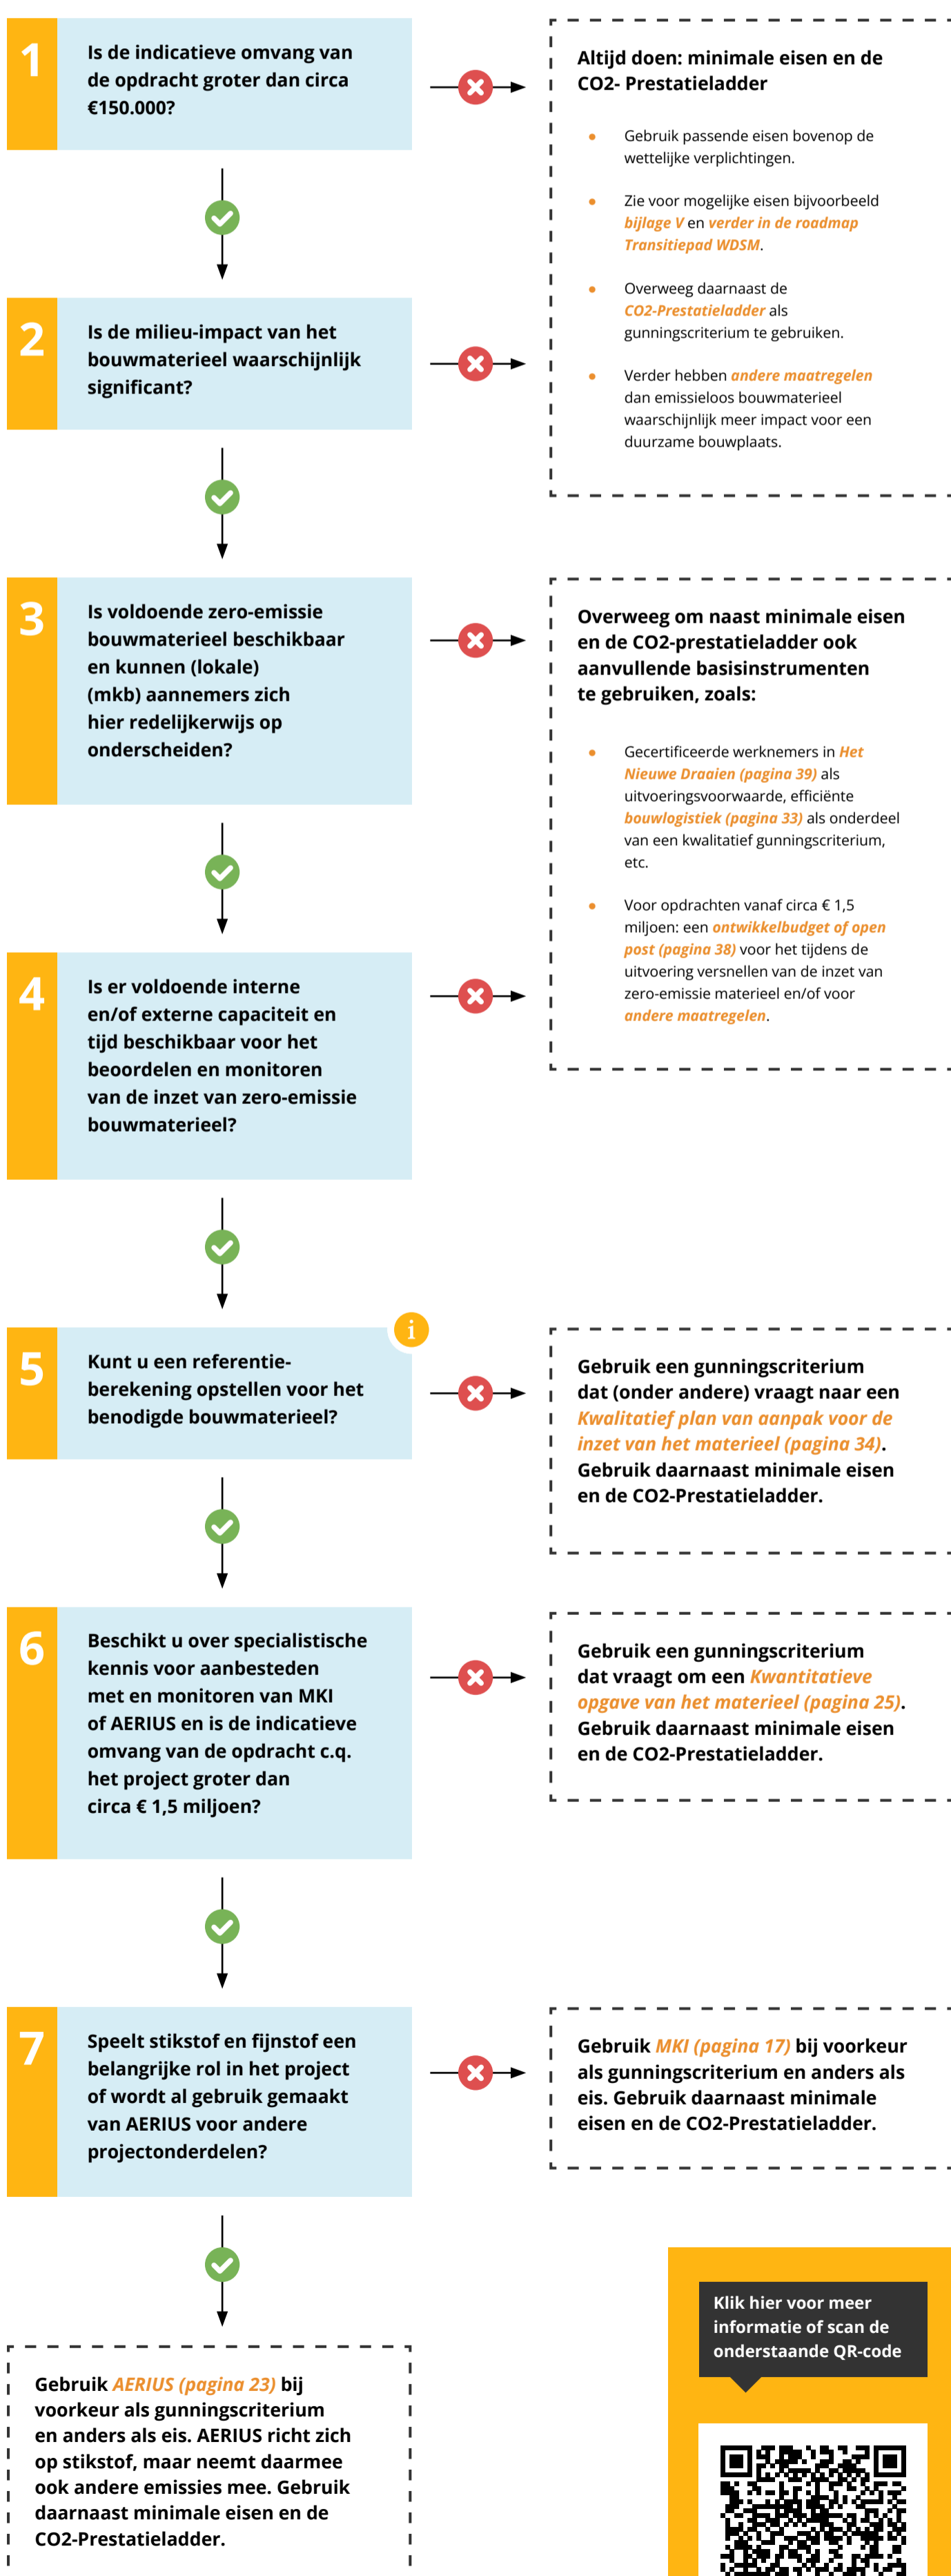 1
Is de indicatieve omvang van
de opdracht groter dan circa
€150.000?
Altijd doen: minimale eisen en de
CO2- Prestatieladder
• Gebruik passende eisen bovenop de
wettelijke verplichtingen.
• Zie voor mogelijke eisen bijvoorbeeld
bijlage V en verder in de roadmap
Transitiepad WDSM.
• Overweeg daarnaast de
CO2-Prestatieladder als
gunningscriterium te gebruiken.
• Verder hebben andere maatregelen
dan emissieloos bouwmaterieel
waarschijnlijk meer impact voor een
duurzame bouwplaats.
2
Is de milieu-impact van het
bouwmaterieel waarschijnlijk
significant?
3
Is voldoende zero-emissie
bouwmaterieel beschikbaar
en kunnen (lokale)
(mkb) aannemers zich
hier redelijkerwijs op
onderscheiden?
Overweeg om naast minimale eisen
en de CO2-prestatieladder ook
aanvullende basisinstrumenten
te gebruiken, zoals:
• Gecertificeerde werknemers in Het
Nieuwe Draaien (pagina 39) als
uitvoeringsvoorwaarde, efficiënte
bouwlogistiek (pagina 33) als onderdeel
van een kwalitatief gunningscriterium,
etc.
• Voor opdrachten vanaf circa € 1,5
miljoen: een ontwikkelbudget of open
post (pagina 38) voor het tijdens de
uitvoering versnellen van de inzet van
zero-emissie materieel en/of voor
andere maatregelen.
4
Is er voldoende interne
en/of externe capaciteit en
tijd beschikbaar voor het
beoordelen en monitoren
van de inzet van zero-emissie
bouwmaterieel?
i
5
Kunt u een referentie-
berekening opstellen voor het
benodigde bouwmaterieel?
Gebruik een gunningscriterium
dat (onder andere) vraagt naar een
Kwalitatief plan van aanpak voor de
inzet van het materieel (pagina 34).
Gebruik daarnaast minimale eisen
en de CO2-Prestatieladder.
6
Beschikt u over specialistische
kennis voor aanbesteden
met en monitoren van MKI
of AERIUS en is de indicatieve
omvang van de opdracht c.q.
het project groter dan
circa € 1,5 miljoen?
Gebruik een gunningscriterium
dat vraagt om een Kwantitatieve
opgave van het materieel (pagina 25).
Gebruik daarnaast minimale eisen
en de CO2-Prestatieladder.
7
Speelt stikstof en fijnstof een
belangrijke rol in het project
of wordt al gebruik gemaakt
van AERIUS voor andere
projectonderdelen?
Gebruik MKI (pagina 17) bij voorkeur
als gunningscriterium en anders als
eis. Gebruik daarnaast minimale
eisen en de CO2-Prestatieladder.
Gebruik AERIUS (pagina 23) bij
voorkeur als gunningscriterium
en anders als eis. AERIUS richt zich
op stikstof, maar neemt daarmee
ook andere emissies mee. Gebruik
daarnaast minimale eisen en de
CO2-Prestatieladder.
Klik hier voor meer
informatie of scan de
onderstaande QR-code